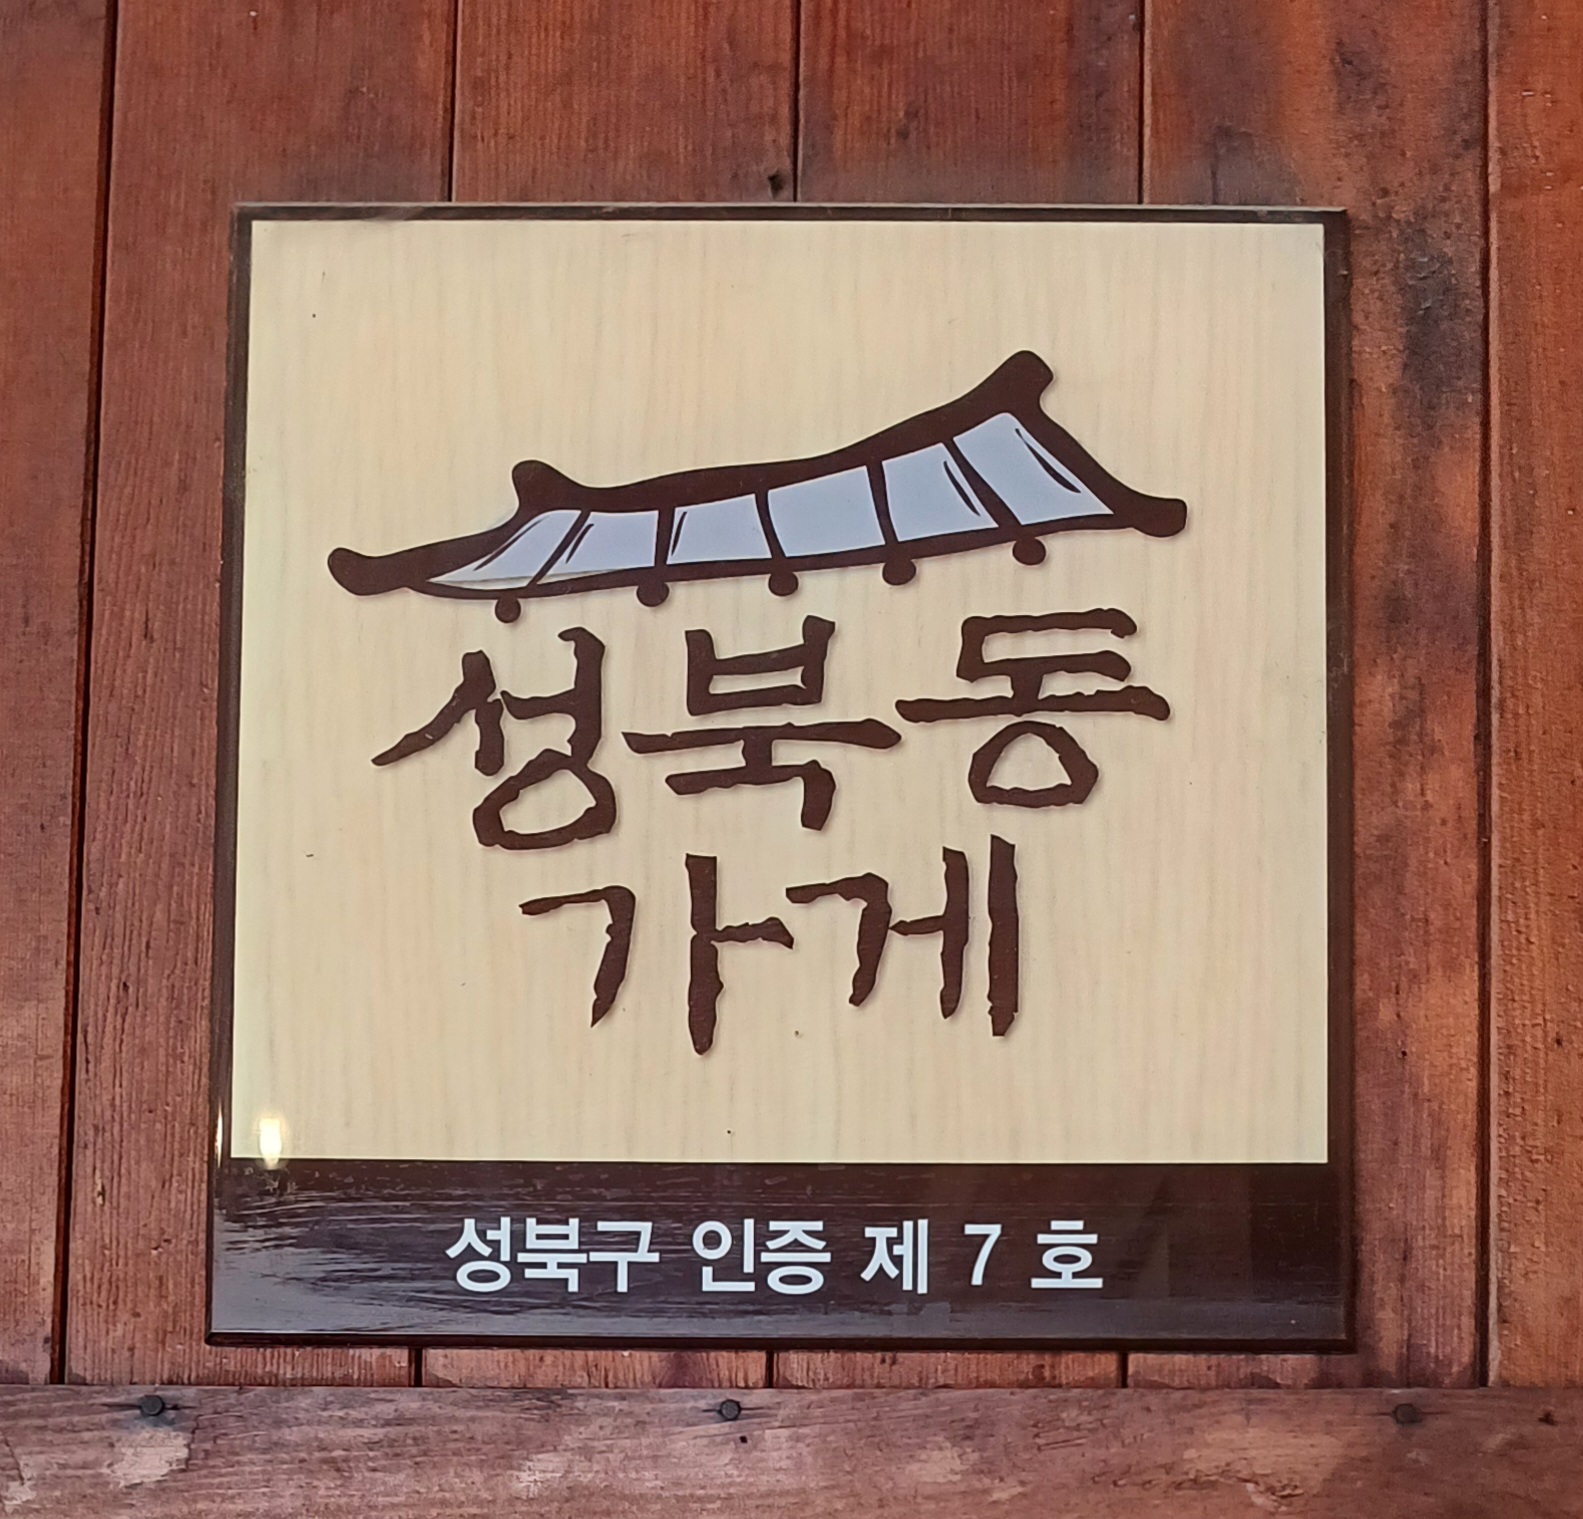 성북동
가게
성북구 인증 제 7 호